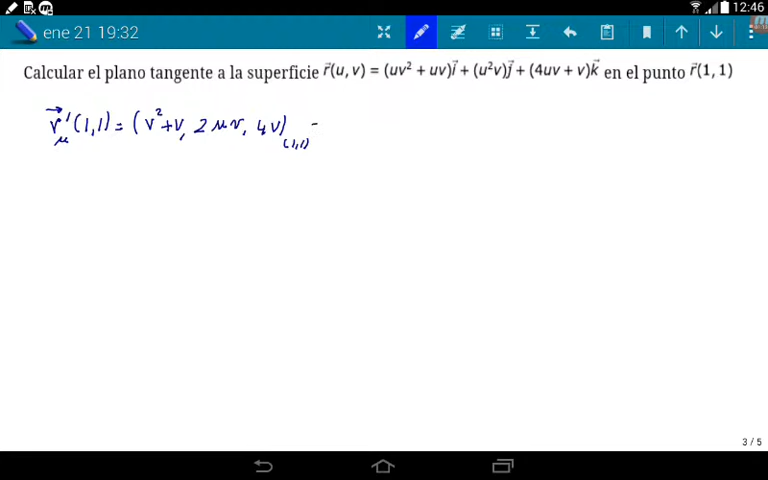 12:46
ene 21 19:32
Calcular el plano tangente a la superficie r⃗(u, v) = (uv² + uv)i⃗ + (u²v)j⃗ + (4uv + v)k⃗ en el punto r⃗(1, 1)
r⃗'ᵤ(1,1) = (v²+v, 2uv, 4v)₍₁,₁₎ =
3 / 5